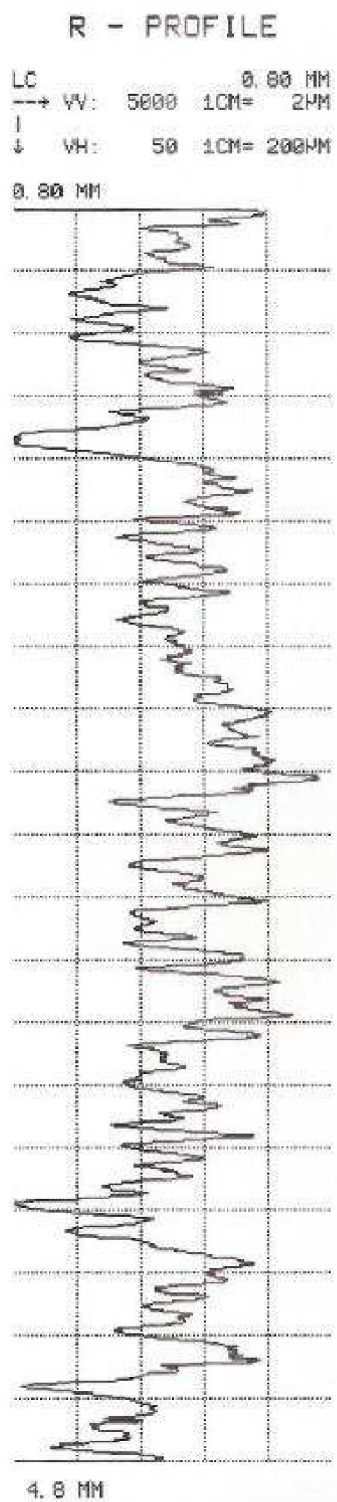 R - PROFILE
LC 0.80 MM
---→ VV: 5000 1CM= 2µM
↓ VH: 50 1CM= 200µM
0.80 MM
4.8 MM